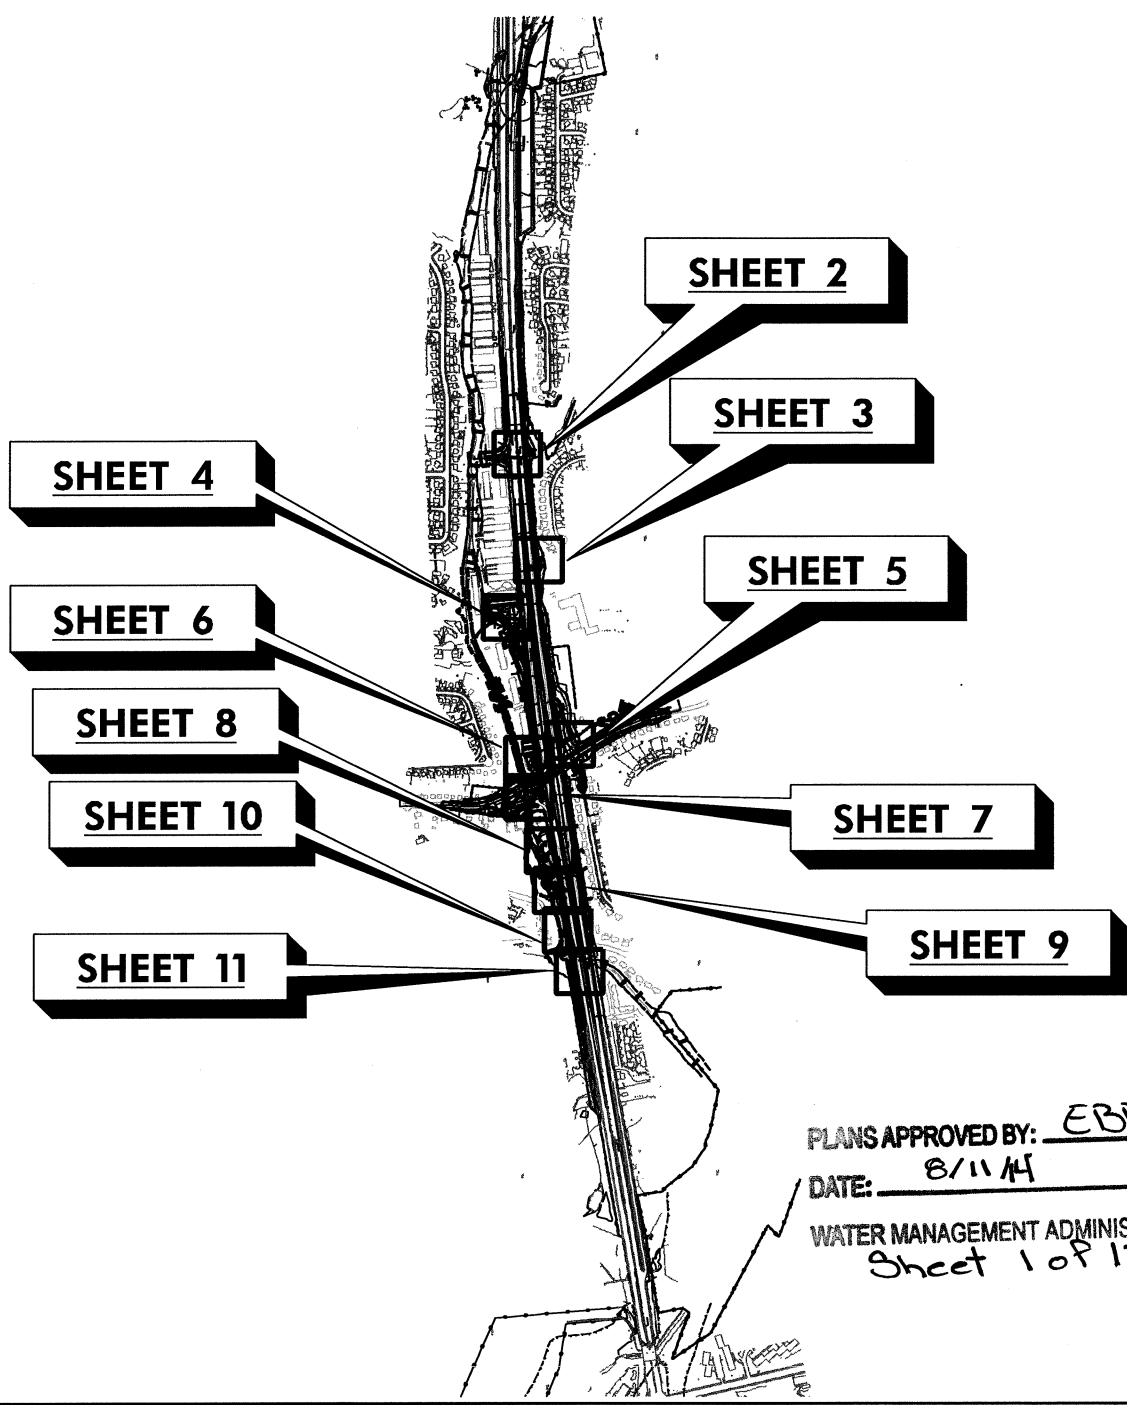 SHEET 2
SHEET 3
SHEET 4
SHEET 5
SHEET 6
SHEET 8
SHEET 7
SHEET 10
SHEET 9
SHEET 11
PLANS APPROVED BY:
DATE: 8/11/14
WATER MANAGEMENT
Sheet 1 of